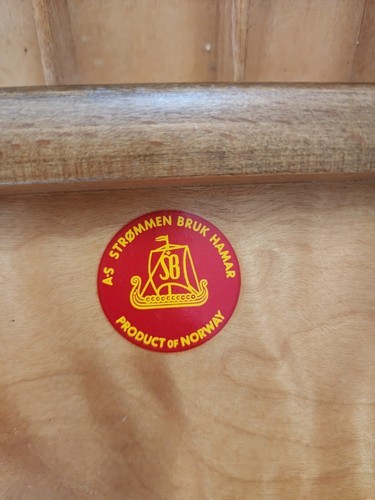 A-S STRØMMEN BRUK HAMAR
SB
PRODUCT OF NORWAY